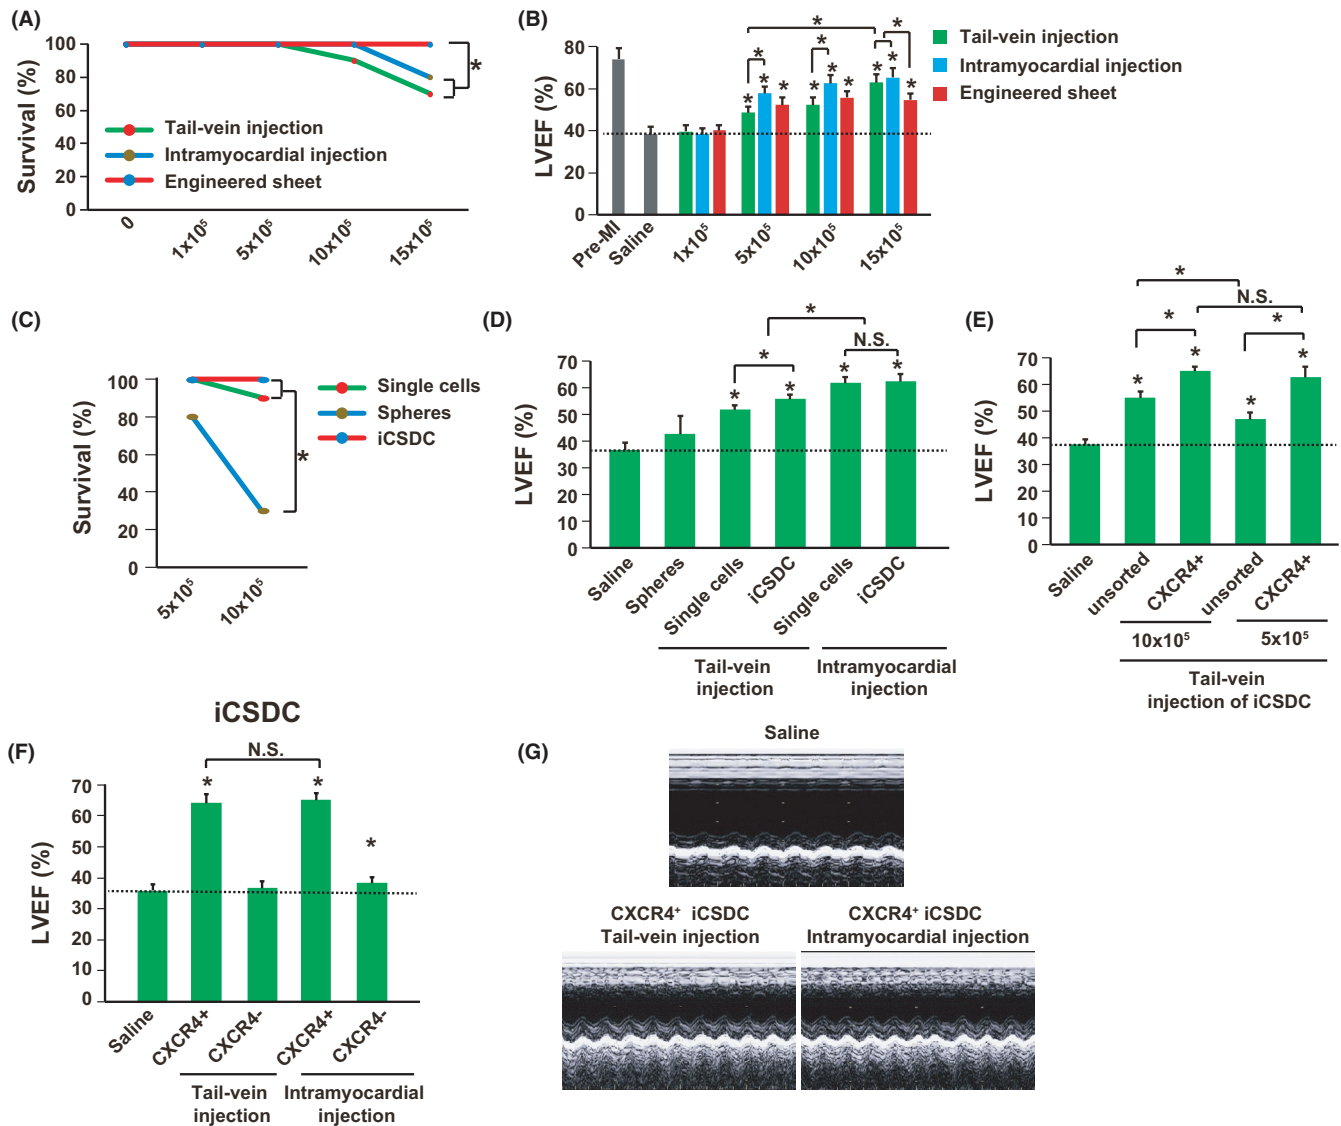 (A)
Survival (%)
100
80
60
40
20
0
Tail-vein injection
Intramyocardial injection
Engineered sheet
*
0
1x10⁵
5x10⁵
10x10⁵
15x10⁵
(B)
LVEF (%)
80
60
40
20
0
* * *
* * * * * *
* * * * * *
Tail-vein injection
Intramyocardial injection
Engineered sheet
Pre-MI
Saline
1x10⁵
5x10⁵
10x10⁵
15x10⁵
(C)
Survival (%)
100
80
60
40
20
0
*
Single cells
Spheres
iCSDC
5x10⁵
10x10⁵
(D)
LVEF (%)
70
60
50
40
30
20
10
0
*
* N.S.
* * * *
Saline
Spheres
Single cells
iCSDC
Single cells
iCSDC
Tail-vein
injection
Intramyocardial
injection
(E)
LVEF (%)
70
60
50
40
30
20
10
0
*
N.S.
* *
* * * *
Saline
unsorted
CXCR4+
unsorted
CXCR4+
10x10⁵
5x10⁵
Tail-vein
injection of iCSDC
iCSDC
(F)
LVEF (%)
70
60
50
40
30
20
10
0
N.S.
* * *
Saline
CXCR4+
CXCR4-
CXCR4+
CXCR4-
Tail-vein
injection
Intramyocardial
injection
(G)
Saline
CXCR4⁺ iCSDC
Tail-vein injection
CXCR4⁺ iCSDC
Intramyocardial injection